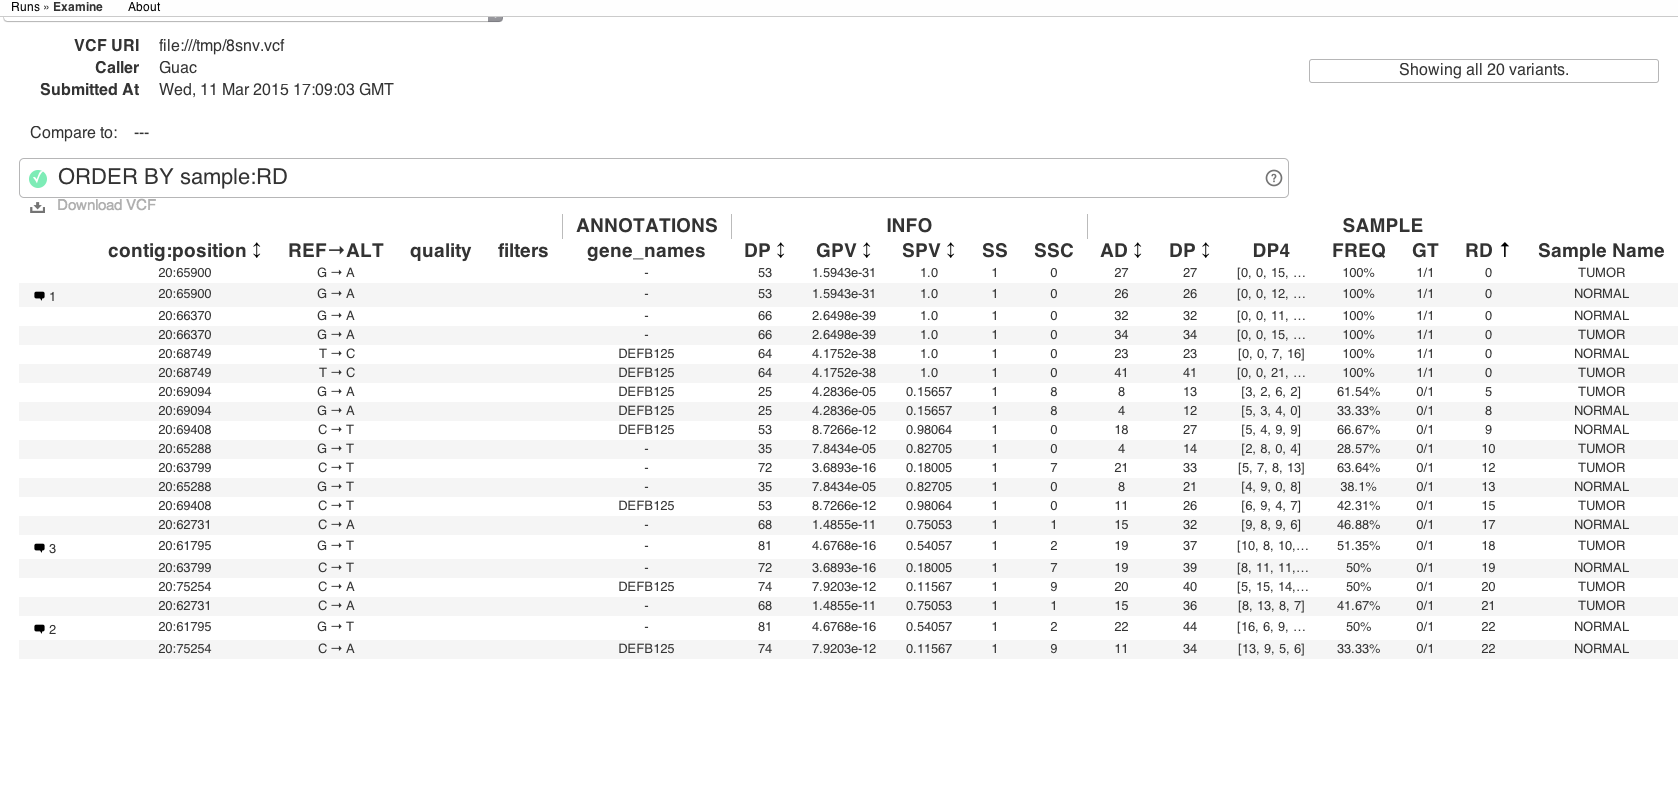 Runs » Examine About
VCF URI file:///tmp/8snv.vcf
Caller Guac
Showing all 20 variants.
Submitted At Wed, 11 Mar 2015 17:09:03 GMT
Compare to: ---
ORDER BY sample:RD ?
Download VCF
ANNOTATIONS INFO SAMPLE
contig:position ↕ REF→ALT quality filters gene_names DP ↕ GPV ↕ SPV ↕ SS SSC AD ↕ DP ↕ DP4 FREQ GT RD ↑ Sample Name
20:65900 G → A - 53 1.5943e-31 1.0 1 0 27 27 [0, 0, 15, … 100% 1/1 0 TUMOR
1 20:65900 G → A - 53 1.5943e-31 1.0 1 0 26 26 [0, 0, 12, … 100% 1/1 0 NORMAL
20:66370 G → A - 66 2.6498e-39 1.0 1 0 32 32 [0, 0, 11, … 100% 1/1 0 NORMAL
20:66370 G → A - 66 2.6498e-39 1.0 1 0 34 34 [0, 0, 15, … 100% 1/1 0 TUMOR
20:68749 T → C DEFB125 64 4.1752e-38 1.0 1 0 23 23 [0, 0, 7, 16] 100% 1/1 0 NORMAL
20:68749 T → C DEFB125 64 4.1752e-38 1.0 1 0 41 41 [0, 0, 21, … 100% 1/1 0 TUMOR
20:69094 G → A DEFB125 25 4.2836e-05 0.15657 1 8 8 13 [3, 2, 6, 2] 61.54% 0/1 5 TUMOR
20:69094 G → A DEFB125 25 4.2836e-05 0.15657 1 8 4 12 [5, 3, 4, 0] 33.33% 0/1 8 NORMAL
20:69408 C → T DEFB125 53 8.7266e-12 0.98064 1 0 18 27 [5, 4, 9, 9] 66.67% 0/1 9 NORMAL
20:65288 G → T - 35 7.8434e-05 0.82705 1 0 4 14 [2, 8, 0, 4] 28.57% 0/1 10 TUMOR
20:63799 C → T - 72 3.6893e-16 0.18005 1 7 21 33 [5, 7, 8, 13] 63.64% 0/1 12 TUMOR
20:65288 G → T - 35 7.8434e-05 0.82705 1 0 8 21 [4, 9, 0, 8] 38.1% 0/1 13 NORMAL
20:69408 C → T DEFB125 53 8.7266e-12 0.98064 1 0 11 26 [6, 9, 4, 7] 42.31% 0/1 15 TUMOR
20:62731 C → A - 68 1.4855e-11 0.75053 1 1 15 32 [9, 8, 9, 6] 46.88% 0/1 17 NORMAL
3 20:61795 G → T - 81 4.6768e-16 0.54057 1 2 19 37 [10, 8, 10,… 51.35% 0/1 18 TUMOR
20:63799 C → T - 72 3.6893e-16 0.18005 1 7 19 39 [8, 11, 11,… 50% 0/1 19 NORMAL
20:75254 C → A DEFB125 74 7.9203e-12 0.11567 1 9 20 40 [5, 15, 14,… 50% 0/1 20 TUMOR
20:62731 C → A - 68 1.4855e-11 0.75053 1 1 15 36 [8, 13, 8, 7] 41.67% 0/1 21 TUMOR
2 20:61795 G → T - 81 4.6768e-16 0.54057 1 2 22 44 [16, 6, 9, … 50% 0/1 22 NORMAL
20:75254 C → A DEFB125 74 7.9203e-12 0.11567 1 9 11 34 [13, 9, 5, 6] 33.33% 0/1 22 NORMAL